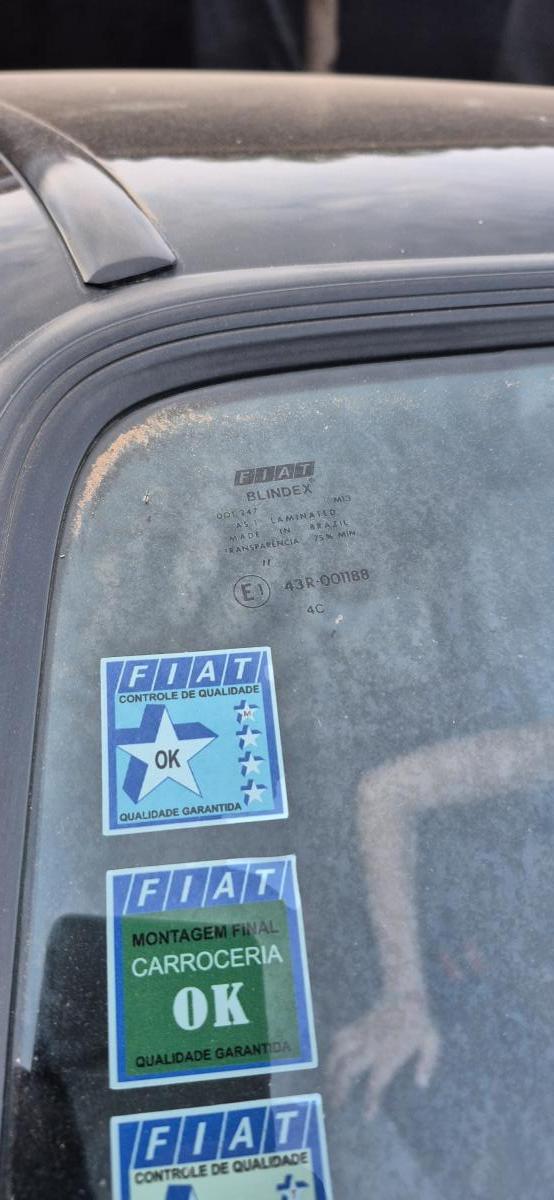 FIAT
BLINDEX
DOT 247 M13
AS 1 LAMINATED
MADE IN BRAZIL
TRANSPARÊNCIA 75% MIN
"
E1 43R-001188
4C
FIAT
CONTROLE DE QUALIDADE
M
OK
QUALIDADE GARANTIDA
FIAT
MONTAGEM FINAL
CARROCERIA
OK
QUALIDADE GARANTIDA
FIAT
CONTROLE DE QUALIDADE